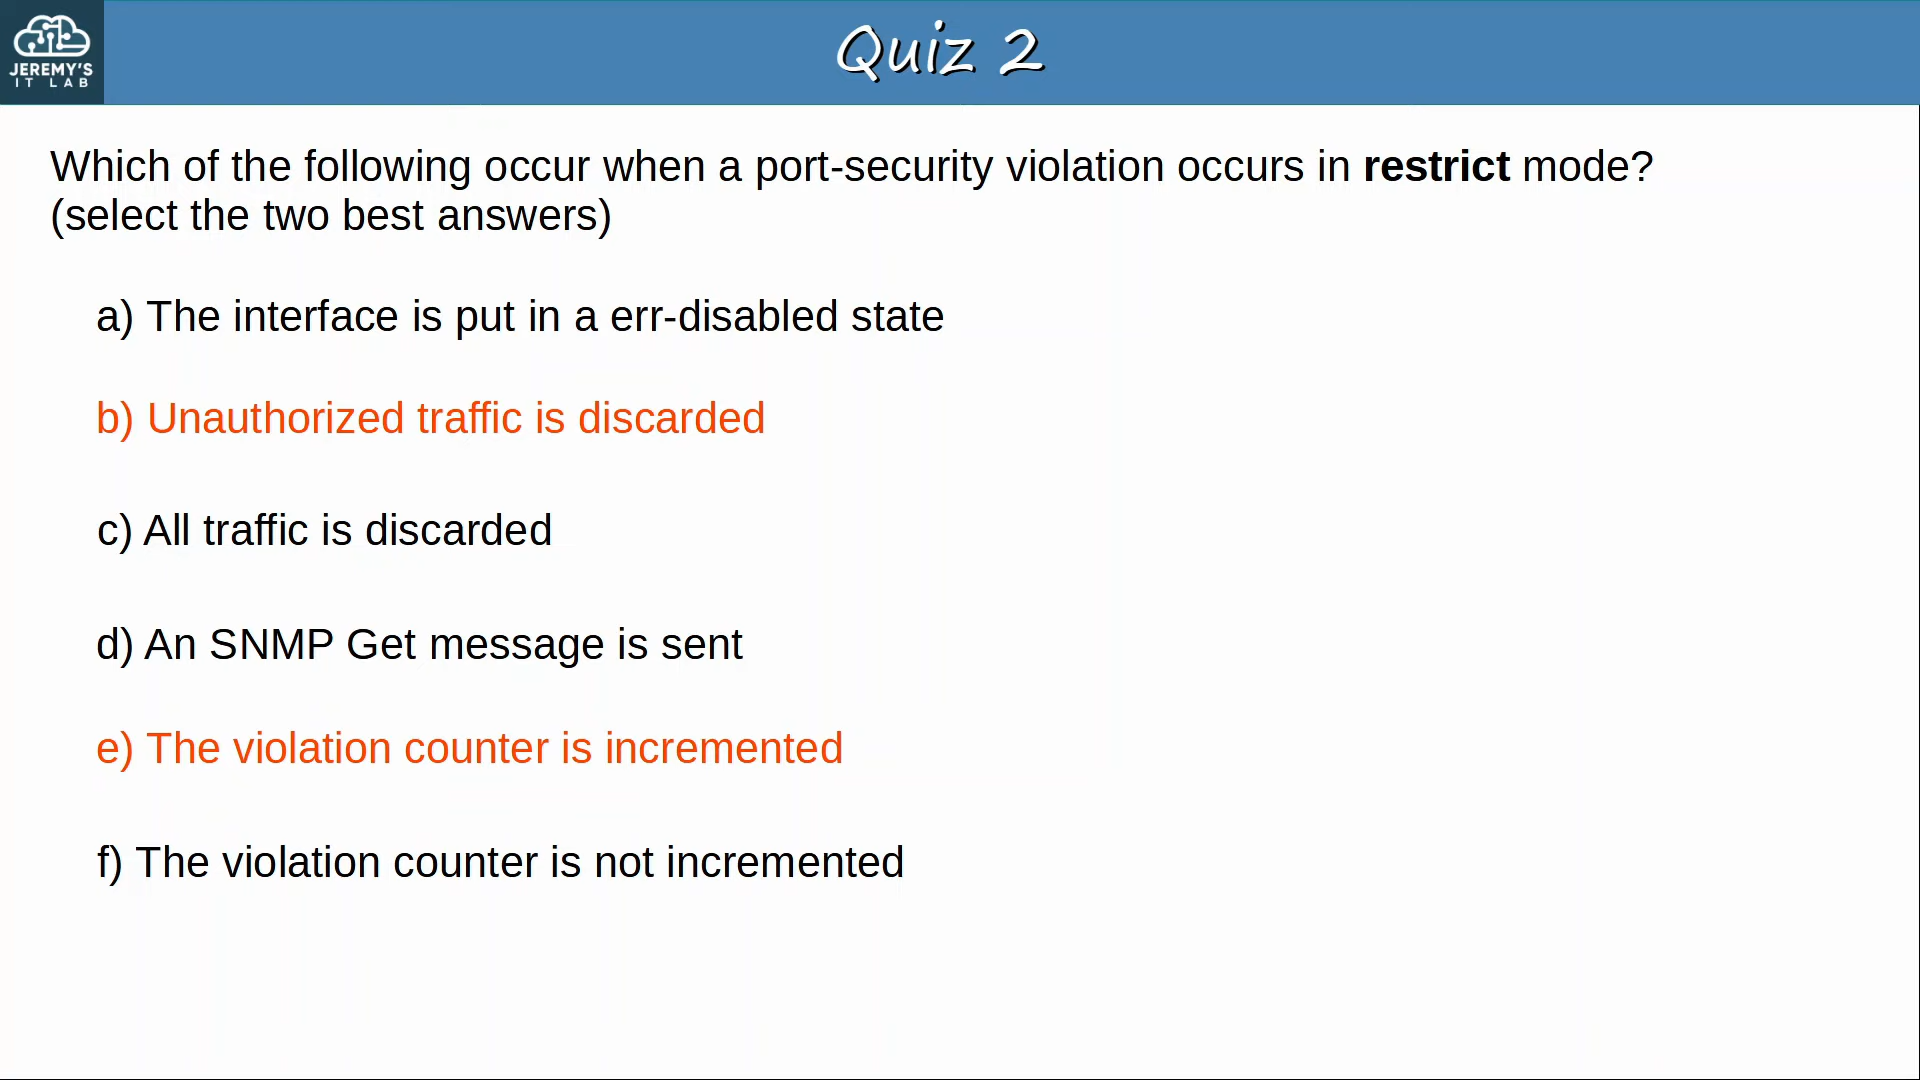 JEREMY'S
IT LAB
Quiz 2
Which of the following occur when a port-security violation occurs in restrict mode?
(select the two best answers)
a) The interface is put in a err-disabled state
b) Unauthorized traffic is discarded
c) All traffic is discarded
d) An SNMP Get message is sent
e) The violation counter is incremented
f) The violation counter is not incremented